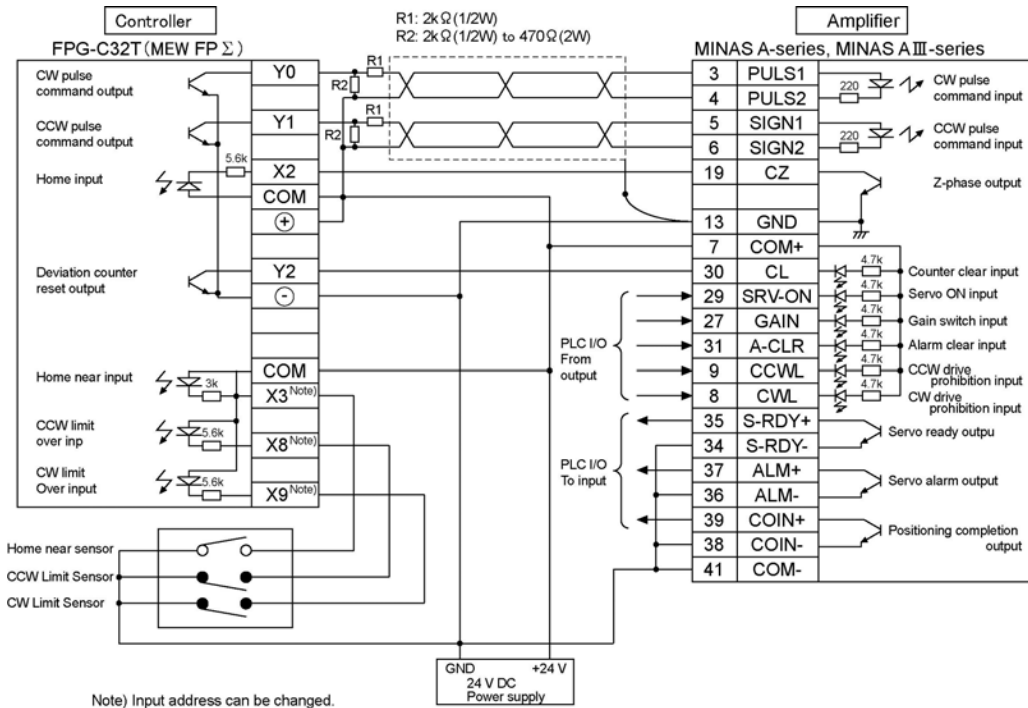 Controller
FPG-C32T(MEW FP Σ)
R1: 2kΩ(1/2W)
R2: 2kΩ(1/2W) to 470Ω(2W)
Amplifier
MINAS A-series, MINAS AⅢ-series
CW pulse
command output
Y0
R1
R2
3 PULS1
4 PULS2
220
CW pulse
command input
CCW pulse
command output
Y1
R1
R2
5 SIGN1
6 SIGN2
220
CCW pulse
command input
Home input
5.6k
X2
COM
+
19 CZ
Z-phase output
13 GND
7 COM+
Deviation counter
reset output
Y2
-
30 CL
4.7k
Counter clear input
29 SRV-ON
4.7k
Servo ON input
27 GAIN
4.7k
Gain switch input
31 A-CLR
4.7k
Alarm clear input
9 CCWL
4.7k
CCW drive
prohibition input
8 CWL
4.7k
CW drive
prohibition input
PLC I/O
From
output
Home near input
3k
COM
X3 Note)
CCW limit
over inp
5.6k
X8 Note)
CW limit
Over input
5.6k
X9 Note)
PLC I/O
To input
35 S-RDY+
34 S-RDY-
Servo ready outpu
37 ALM+
36 ALM-
Servo alarm output
39 COIN+
38 COIN-
Positioning completion
output
41 COM-
Home near sensor
CCW Limit Sensor
CW Limit Sensor
GND +24 V
24 V DC
Power supply
Note) Input address can be changed.